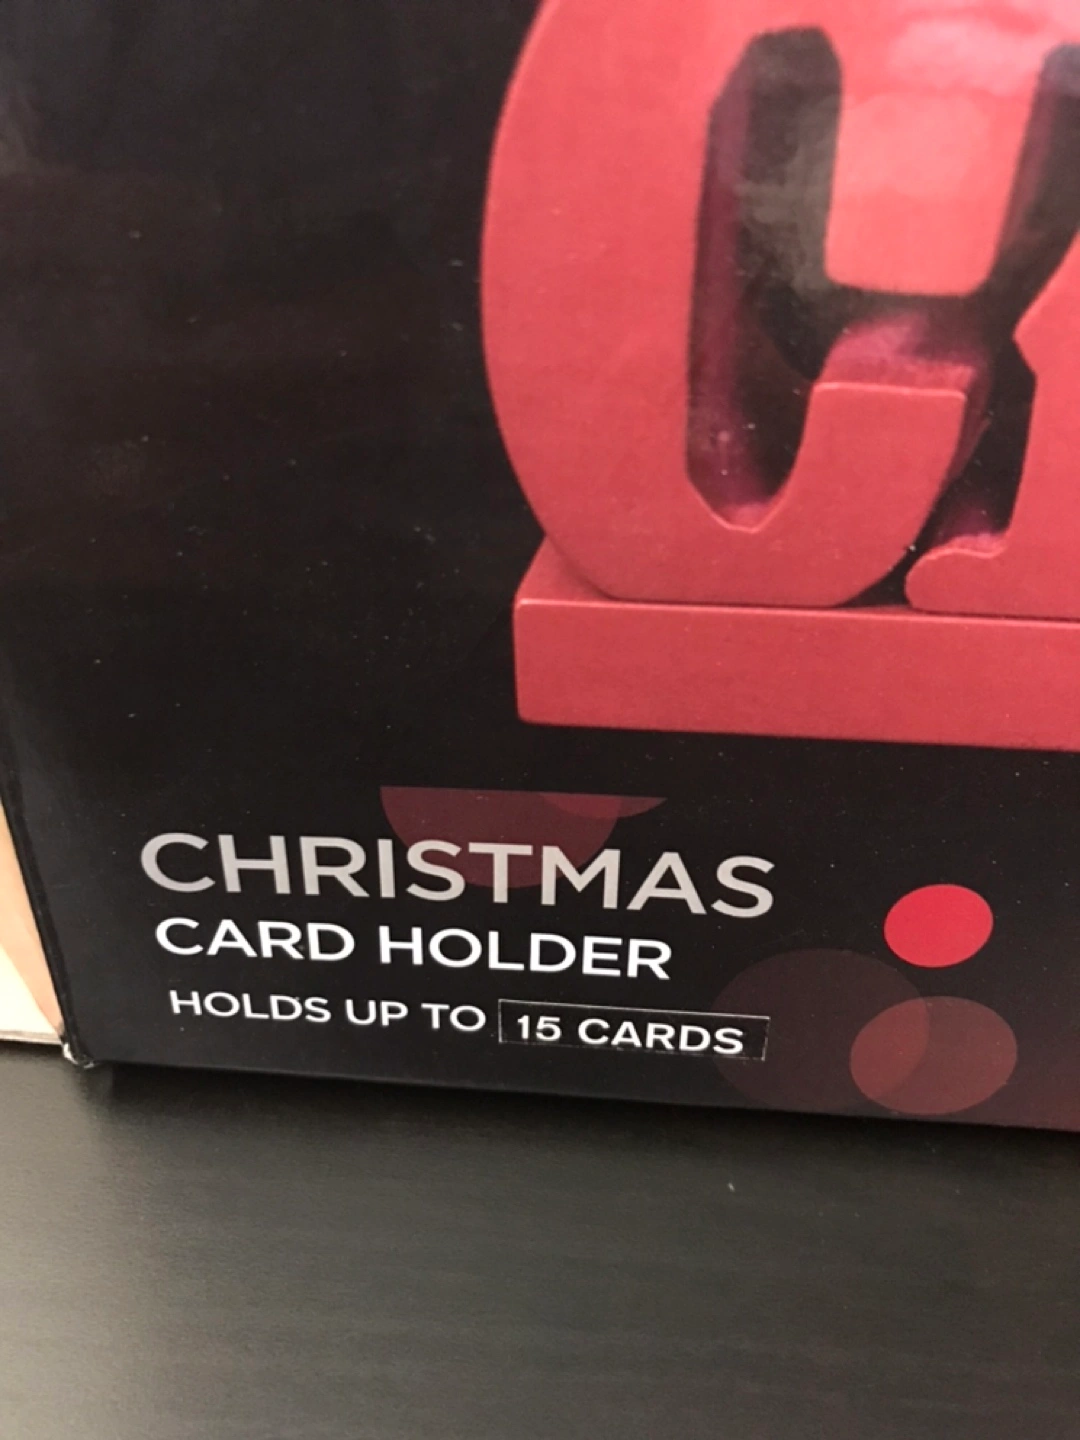 CHRISTMAS
CARD HOLDER
HOLDS UP TO 15 CARDS